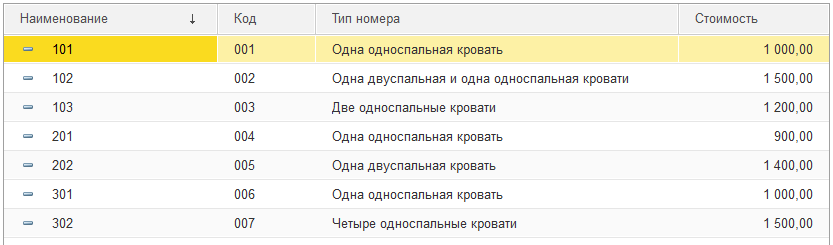 Наименование ↓ Код Тип номера Стоимость
101 001 Одна односпальная кровать 1 000,00
102 002 Одна двуспальная и одна односпальная кровати 1 500,00
103 003 Две односпальные кровати 1 200,00
201 004 Одна односпальная кровать 900,00
202 005 Одна двуспальная кровать 1 400,00
301 006 Одна односпальная кровать 1 000,00
302 007 Четыре односпальные кровати 1 500,00